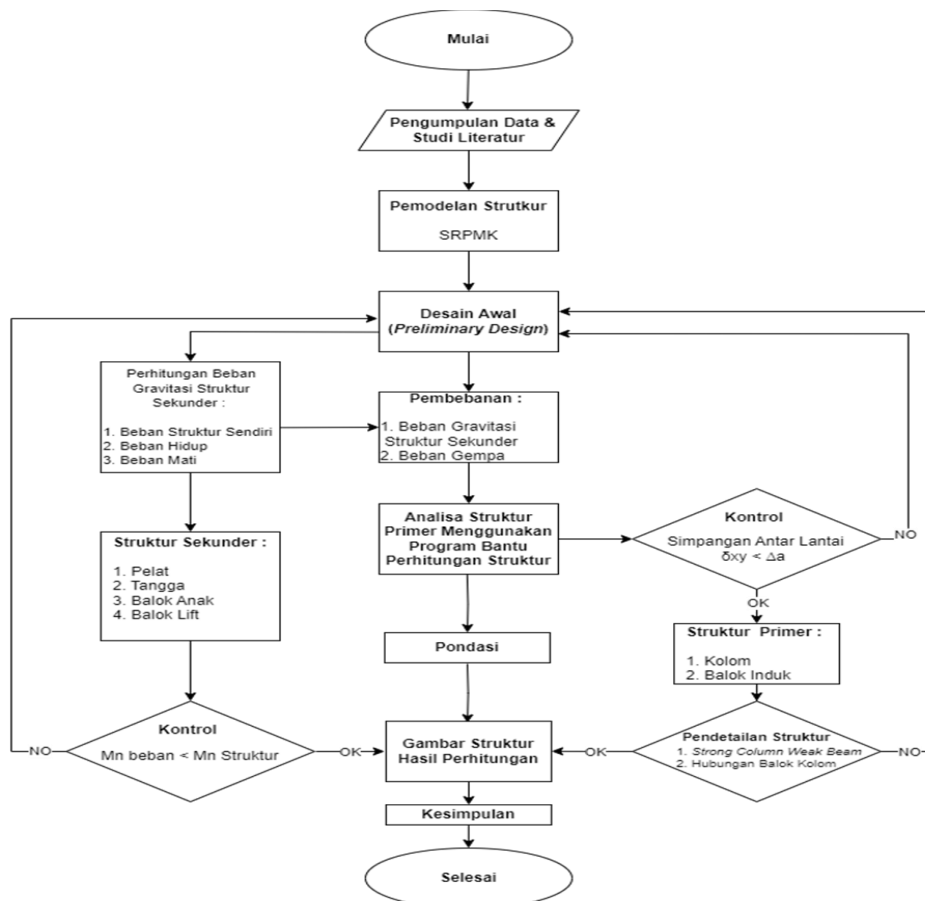 Mulai
Pengumpulan Data &
Studi Literatur
Pemodelan Strutkur
SRPMK
Desain Awal
(Preliminary Design)
Perhitungan Beban
Gravitasi Struktur
Sekunder :
1. Beban Struktur Sendiri
2. Beban Hidup
3. Beban Mati
Pembebanan :
1. Beban Gravitasi
Struktur Sekunder
2. Beban Gempa
Analisa Struktur
Primer Menggunakan
Program Bantu
Perhitungan Struktur
Kontrol
Simpangan Antar Lantai
δxy < Δa
NO
OK
Struktur Sekunder :
1. Pelat
2. Tangga
3. Balok Anak
4. Balok Lift
Pondasi
Struktur Primer :
1. Kolom
2. Balok Induk
Kontrol
Mn beban < Mn Struktur
NO
OK
Gambar Struktur
Hasil Perhitungan
OK
Pendetailan Struktur
1. Strong Column Weak Beam
2. Hubungan Balok Kolom
NO
Kesimpulan
Selesai